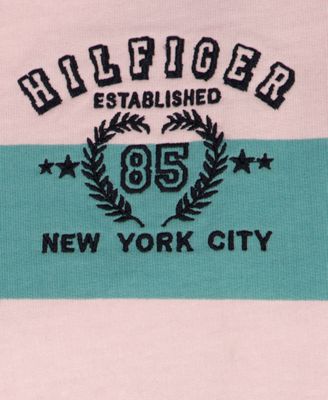 HILFIGER
ESTABLISHED
85
NEW YORK CITY